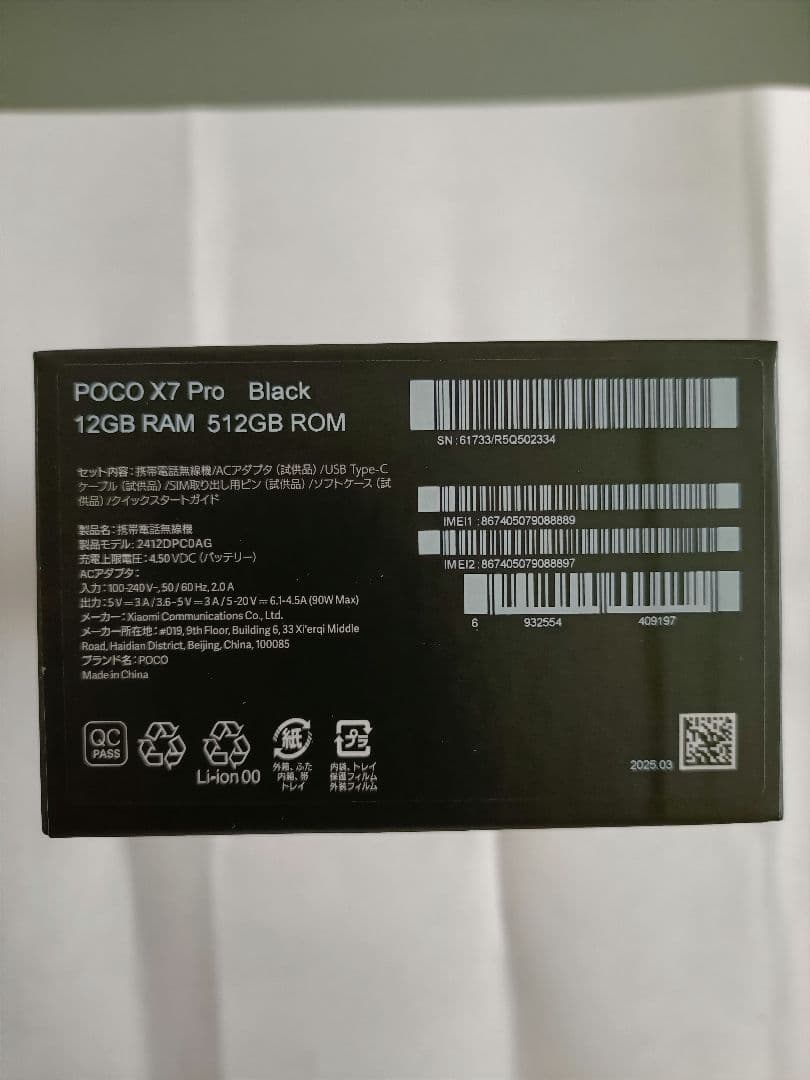 POCO X7 Pro Black
12GB RAM 512GB ROM
セット内容:携帯電話無線機/ACアダプタ(試供品)/USB Type-C
ケーブル(試供品)/SIM取り出し用ピン(試供品)/ソフトケース(試
供品)/クイックスタートガイド
製品名:携帯電話無線機
製品モデル:2412DPC0AG
充電上限電圧:4.50VDC(バッテリー)
ACアダプタ:
入力:100-240V~,50/60Hz,2.0A
出力:5V⎓3A/3.6-5V⎓3A/5-20V⎓6.1-4.5A(90W Max)
メーカー:Xiaomi Communications Co., Ltd.
メーカー所在地:#019, 9th Floor, Building 6, 33 Xi'erqi Middle
Road, Haidian District, Beijing, China, 100085
ブランド名:POCO
Made in China
SN:61733/R5Q502334
IMEI1:867405079088889
IMEI2:867405079088897
6 932554 409197
QC
PASS
Li-ion 00
紙
外箱、ふた
内箱、帯
トレイ
プラ
内袋、トレイ
保護フィルム
外装フィルム
2025.03